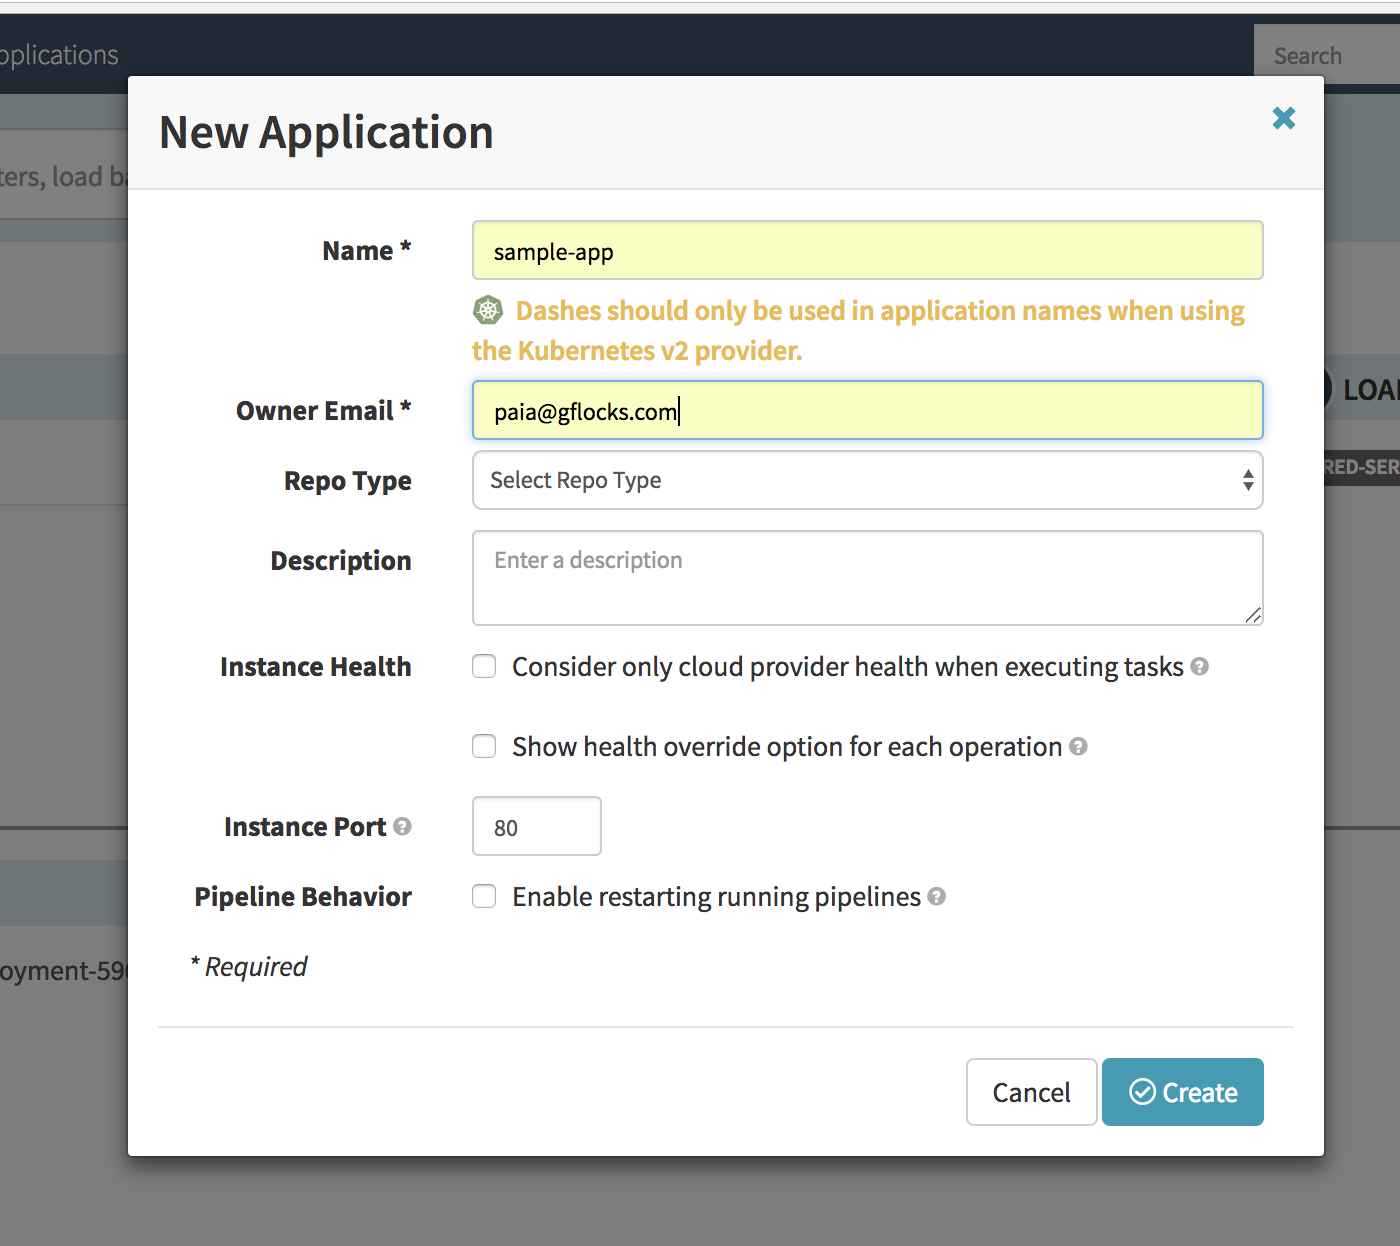 pplications
Search
New Application
ters, load ba
Name *
sample-app
Dashes should only be used in application names when using
the Kubernetes v2 provider.
Owner Email *
paia@gflocks.com
LOA
Repo Type
Select Repo Type
RED-SER
Description
Enter a description
Instance Health
Consider only cloud provider health when executing tasks ?
Show health override option for each operation ?
Instance Port ?
80
Pipeline Behavior
Enable restarting running pipelines ?
oyment-590
* Required
Cancel
Create